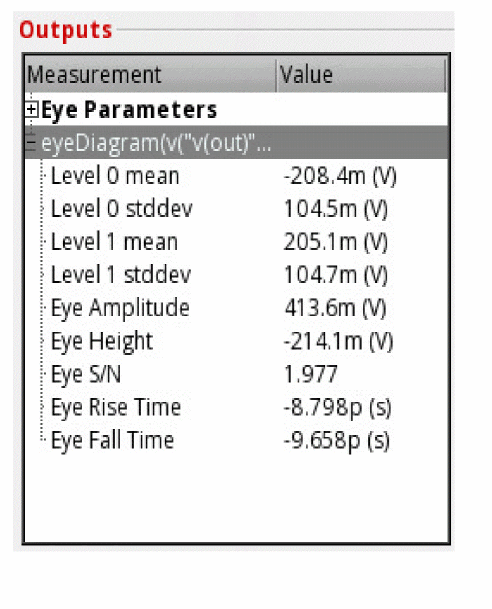 Outputs
Measurement Value
Eye Parameters
eyeDiagram(v("v(out)"...
Level 0 mean -208.4m (V)
Level 0 stddev 104.5m (V)
Level 1 mean 205.1m (V)
Level 1 stddev 104.7m (V)
Eye Amplitude 413.6m (V)
Eye Height -214.1m (V)
Eye S/N 1.977
Eye Rise Time -8.798p (s)
Eye Fall Time -9.658p (s)